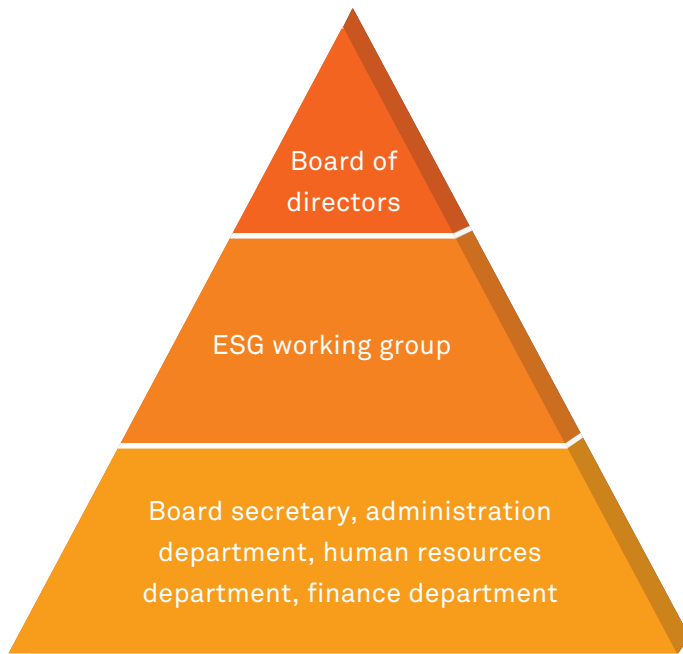 Board of
directors
ESG working group
Board secretary, administration
department, human resources
department, finance department